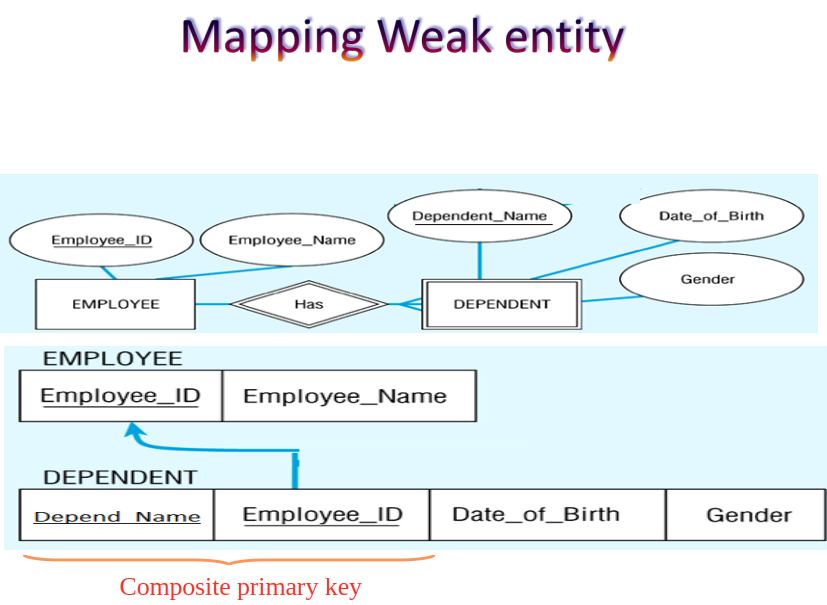 Mapping Weak entity
Dependent_Name
Date_of_Birth
Employee_ID
Employee_Name
Gender
EMPLOYEE
Has
DEPENDENT
EMPLOYEE
Employee_ID
Employee_Name
DEPENDENT
Depend_Name
Employee_ID
Date_of_Birth
Gender
Composite primary key